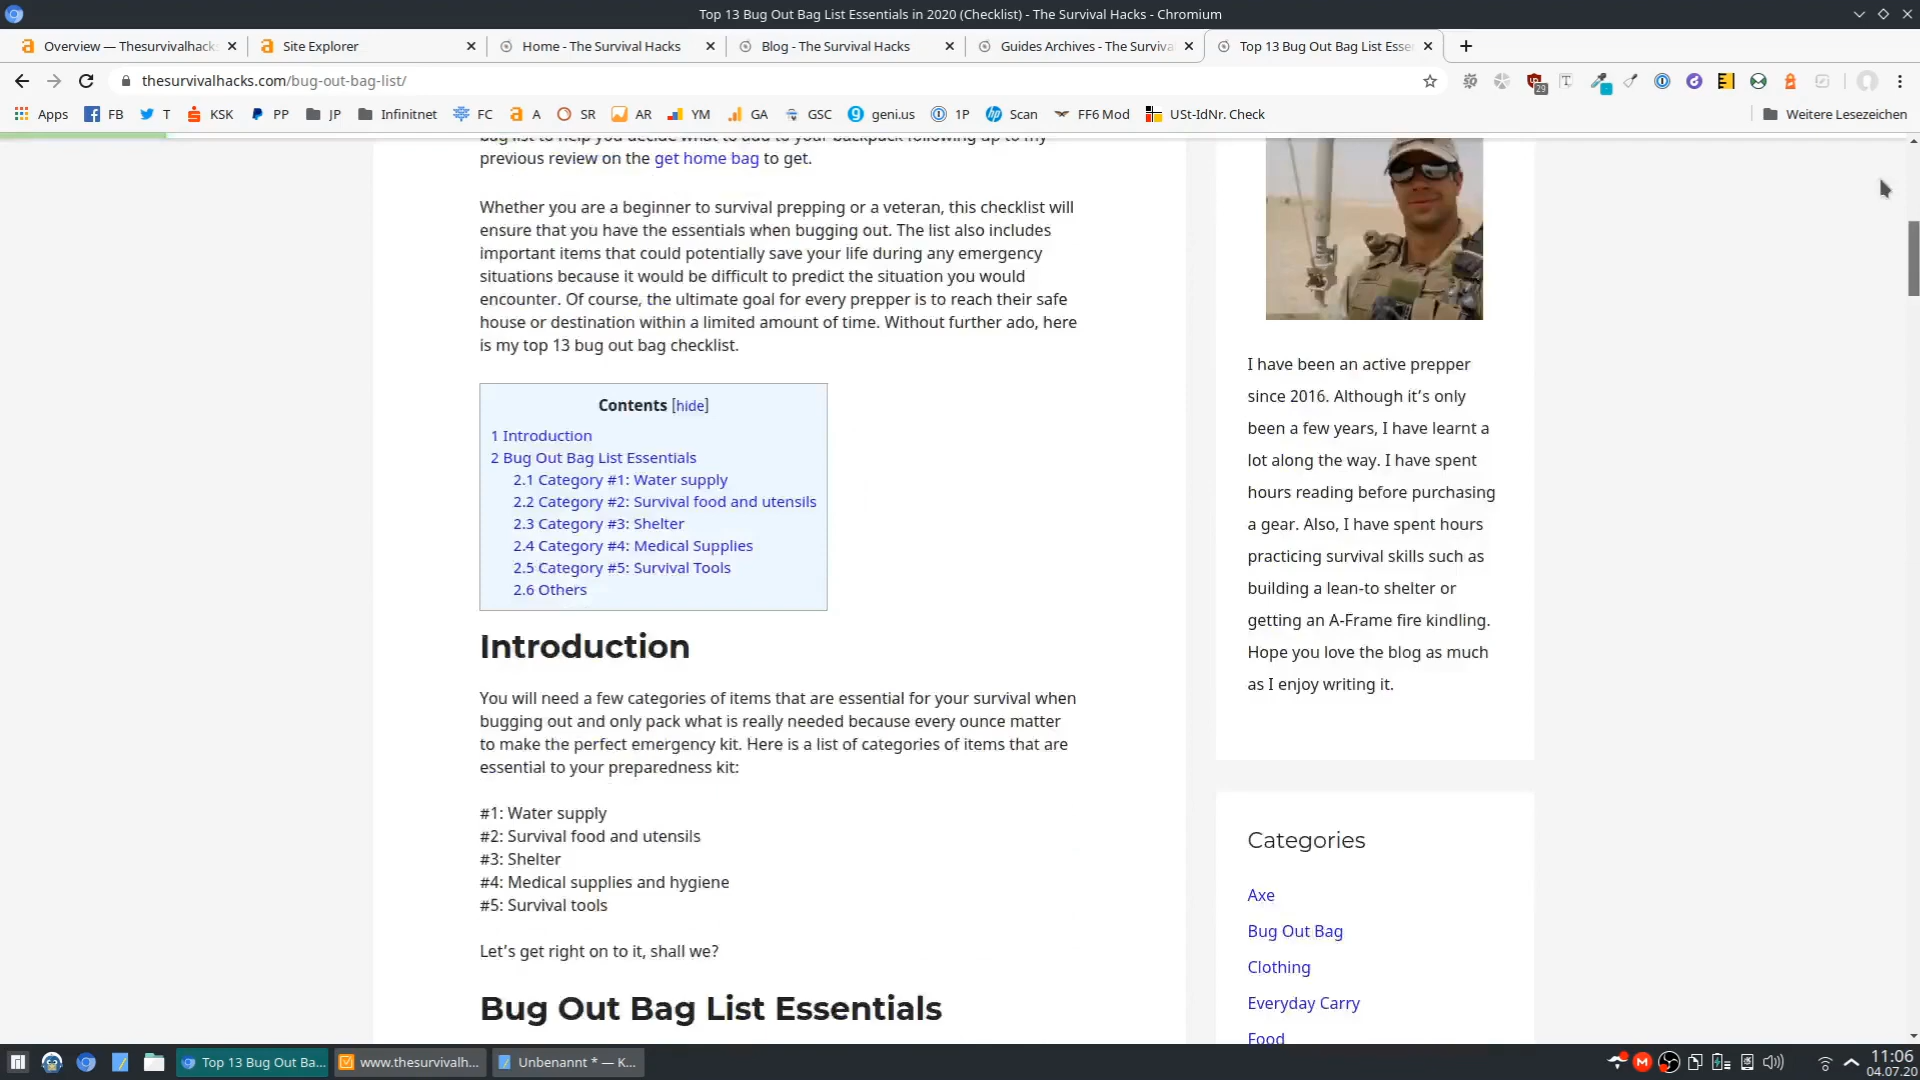 Top 13 Bug Out Bag List Essentials in 2020 (Checklist) - The Survival Hacks - Chromium
Overview — Thesurvivalhack
Site Explorer
Home - The Survival Hacks
Blog - The Survival Hacks
Guides Archives - The Surviva
Top 13 Bug Out Bag List Esse
thesurvivalhacks.com/bug-out-bag-list/
29
Apps
FB
T
KSK
PP
JP
Infinitnet
FC
A
SR
AR
YM
GA
GSC
geni.us
1P
Scan
FF6 Mod
USt-IdNr. Check
Weitere Lesezeichen
bag list to help you decide what to add to your backpack following up to my
previous review on the get home bag to get.
Whether you are a beginner to survival prepping or a veteran, this checklist will
ensure that you have the essentials when bugging out. The list also includes
important items that could potentially save your life during any emergency
situations because it would be difficult to predict the situation you would
encounter. Of course, the ultimate goal for every prepper is to reach their safe
house or destination within a limited amount of time. Without further ado, here
is my top 13 bug out bag checklist.
Contents [hide]
1 Introduction
2 Bug Out Bag List Essentials
2.1 Category #1: Water supply
2.2 Category #2: Survival food and utensils
2.3 Category #3: Shelter
2.4 Category #4: Medical Supplies
2.5 Category #5: Survival Tools
2.6 Others
Introduction
You will need a few categories of items that are essential for your survival when
bugging out and only pack what is really needed because every ounce matter
to make the perfect emergency kit. Here is a list of categories of items that are
essential to your preparedness kit:
#1: Water supply
#2: Survival food and utensils
#3: Shelter
#4: Medical supplies and hygiene
#5: Survival tools
Let's get right on to it, shall we?
Bug Out Bag List Essentials
I have been an active prepper
since 2016. Although it's only
been a few years, I have learnt a
lot along the way. I have spent
hours reading before purchasing
a gear. Also, I have spent hours
practicing survival skills such as
building a lean-to shelter or
getting an A-Frame fire kindling.
Hope you love the blog as much
as I enjoy writing it.
Categories
Axe
Bug Out Bag
Clothing
Everyday Carry
Food
Top 13 Bug Out Ba...
www.thesurvivalh...
Unbenannt * — K...
11:06
04.07.20